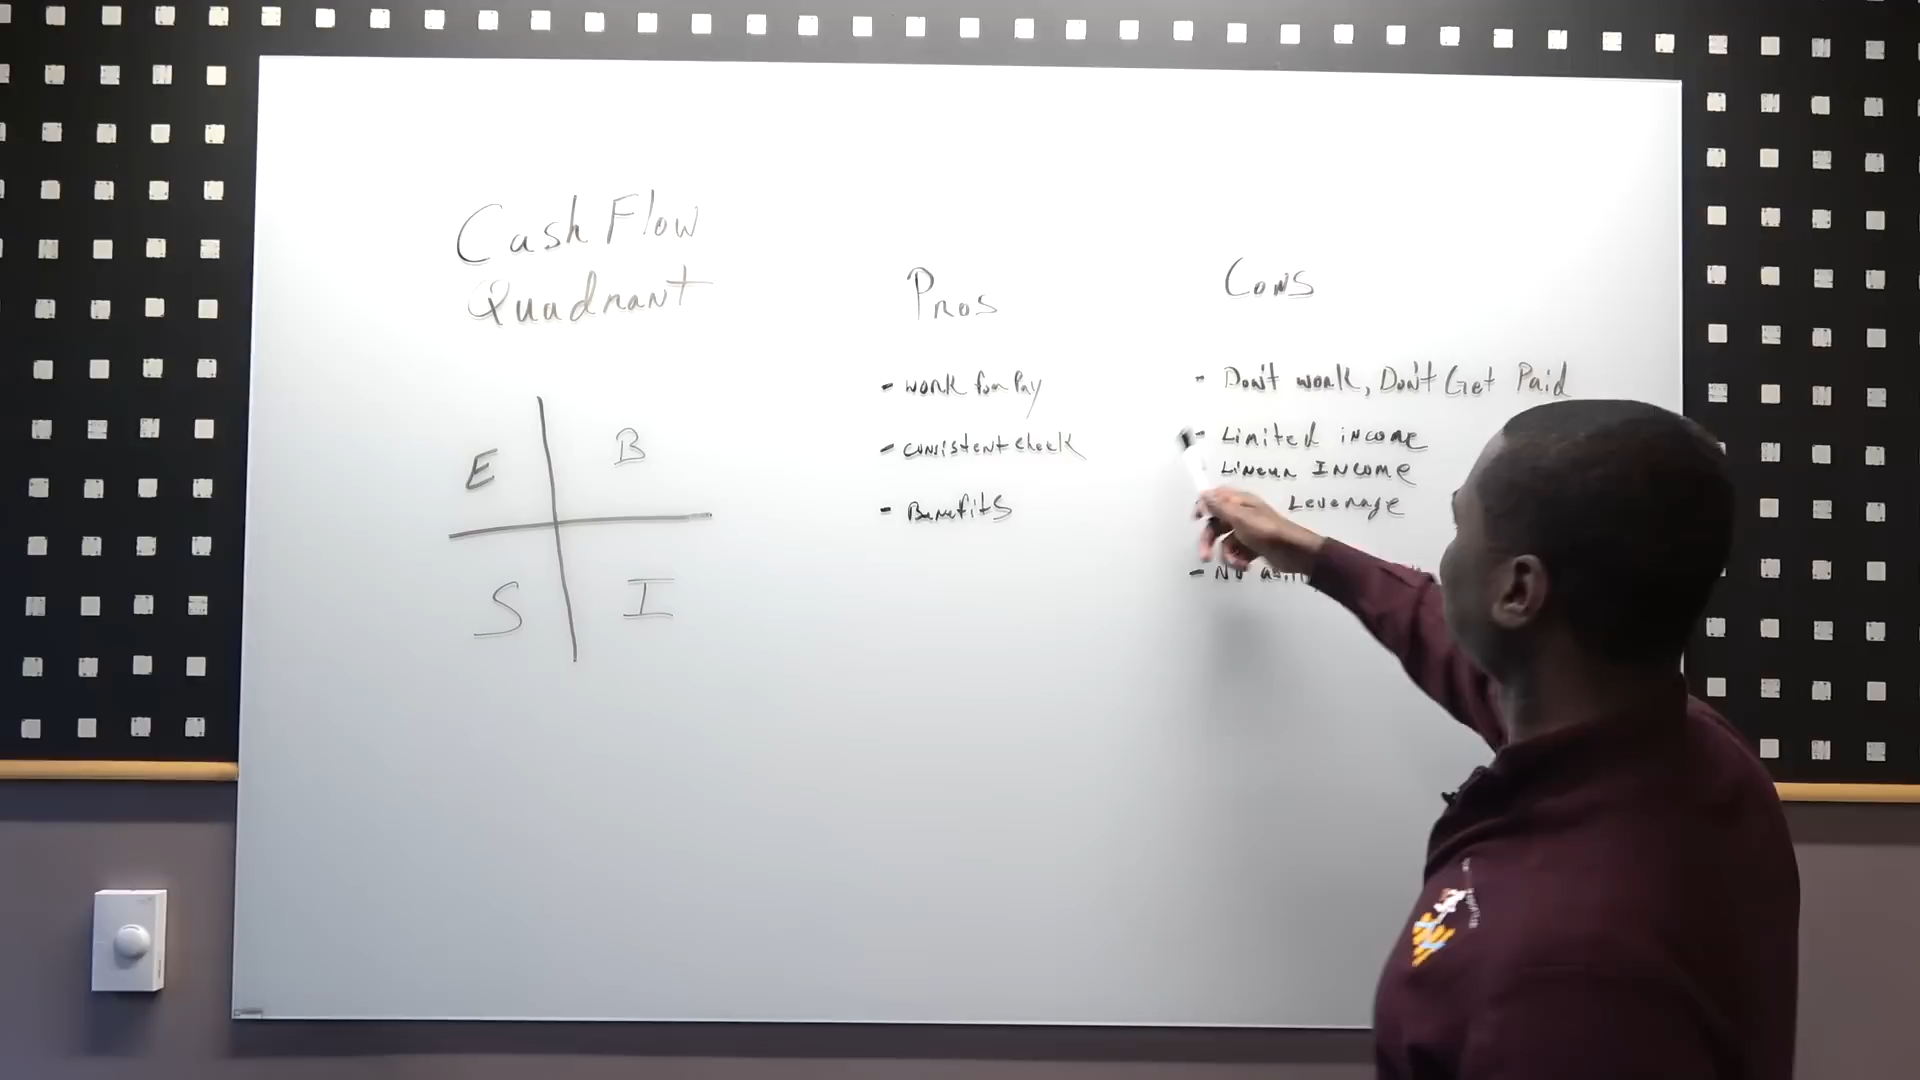 Cash Flow
Quadrant
E
B
S
I
Pros
- work for Pay
- consistent check
- Benefits
Cons
- Don't work, Don't Get Paid
- Limited income
Linear Income
Leverage
- No